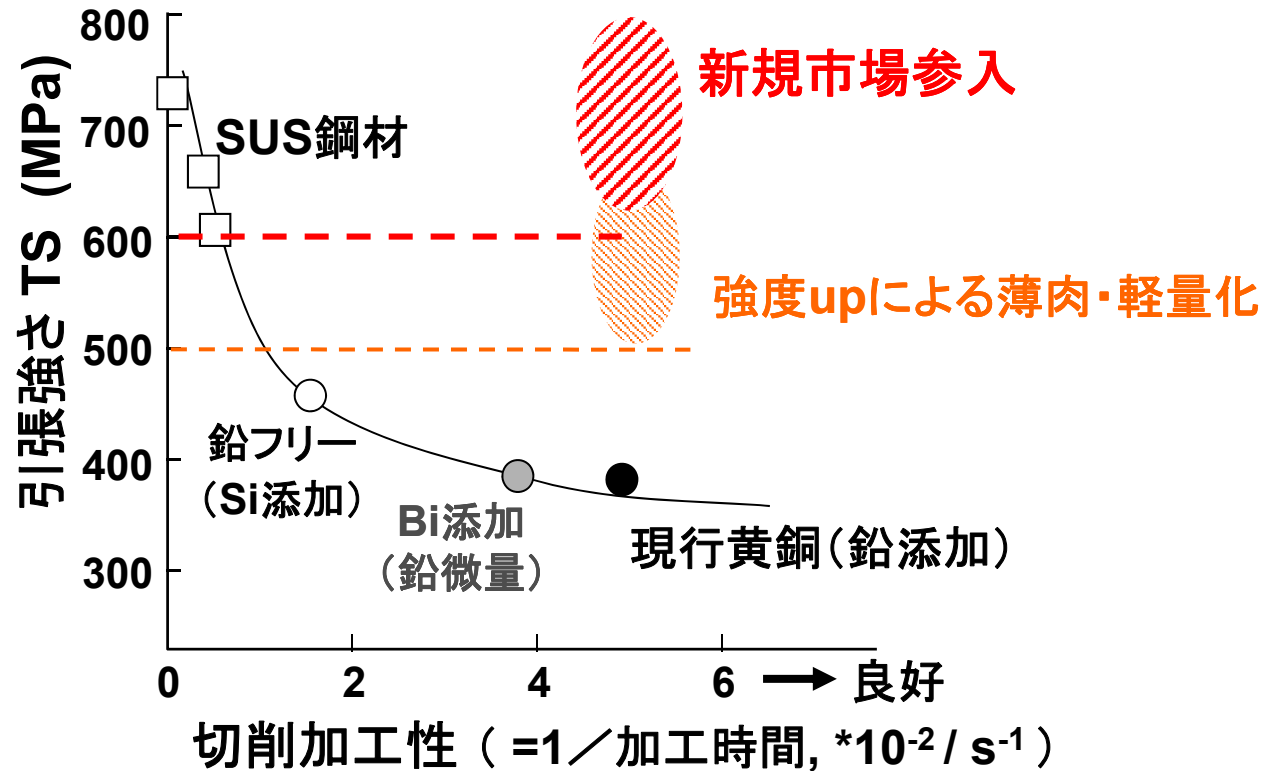 引張強さ TS (MPa)
800
700
600
500
400
300
新規市場参入
SUS鋼材
強度upによる薄肉・軽量化
鉛フリー
（Si添加）
Bi添加
（鉛微量）
現行黄銅（鉛添加）
0 2 4 6 → 良好
切削加工性（ =1／加工時間, *10-2 / s-1 ）